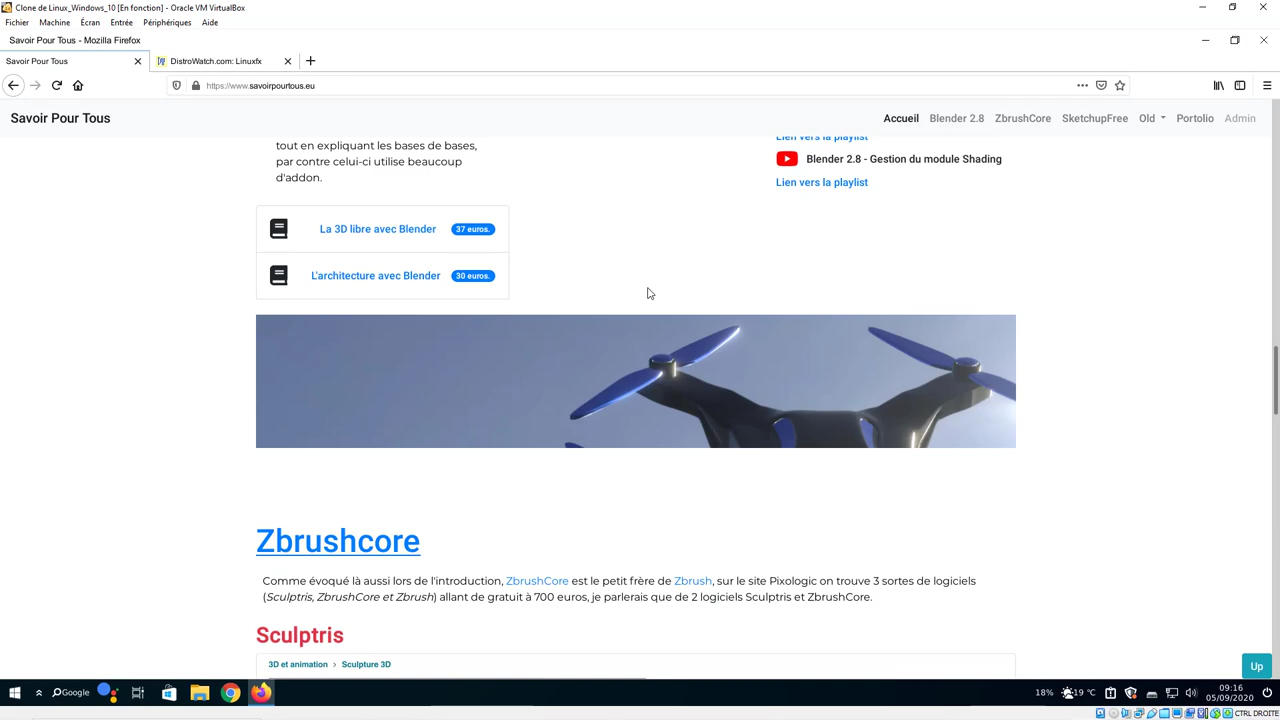 Clone de Linux_Windows_10 [En fonction] - Oracle VM VirtualBox
Fichier Machine Écran Entrée Périphériques Aide
Savoir Pour Tous - Mozilla Firefox
Savoir Pour Tous
DistroWatch.com: Linuxfx
https://www.savoirpourtous.eu
Savoir Pour Tous
Accueil Blender 2.8 ZbrushCore SketchupFree Old Portolio Admin
tout en expliquant les bases de bases,
par contre celui-ci utilise beaucoup
d'addon.
Lien vers la playlist
Blender 2.8 - Gestion du module Shading
Lien vers la playlist
La 3D libre avec Blender 37 euros.
L'architecture avec Blender 30 euros.
Zbrushcore
Comme évoqué là aussi lors de l'introduction, ZbrushCore est le petit frère de Zbrush, sur le site Pixologic on trouve 3 sortes de logiciels
(Sculptris, ZbrushCore et Zbrush) allant de gratuit à 700 euros, je parlerais que de 2 logiciels Sculptris et ZbrushCore.
Sculptris
3D et animation › Sculpture 3D
Up
Google
18% 19 °C
09:16
05/09/2020
CTRL DROITE